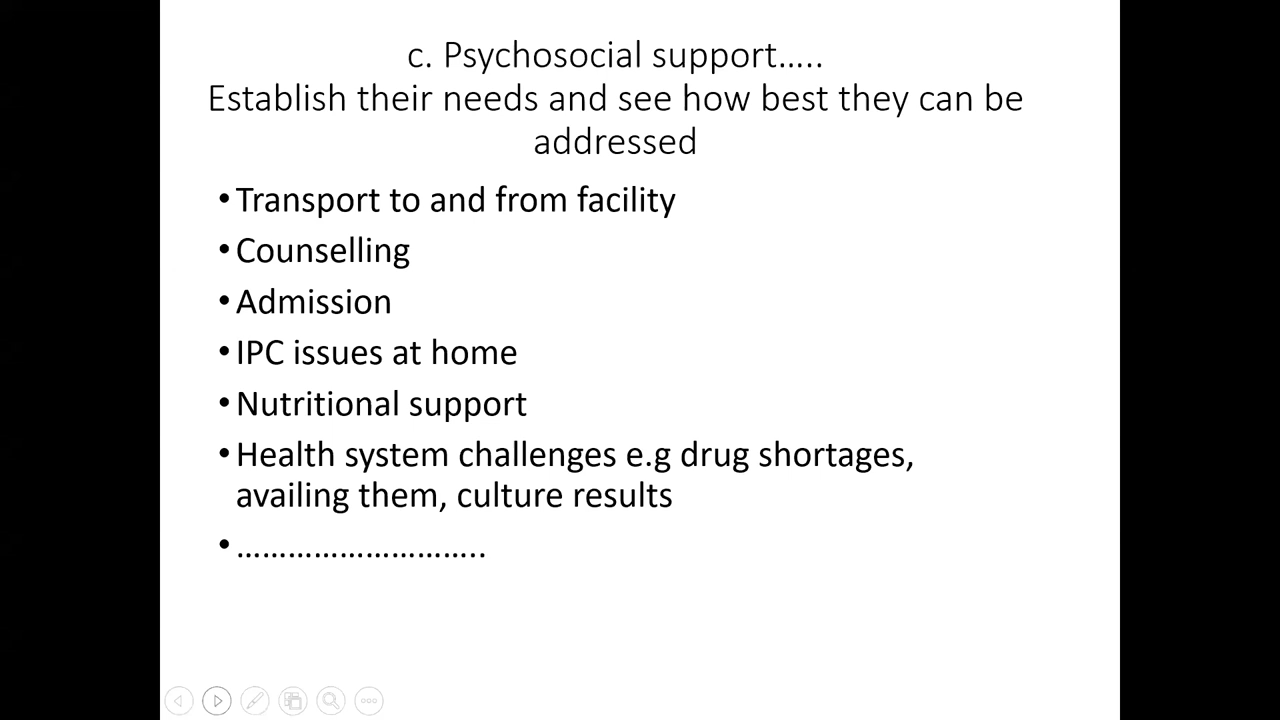 c. Psychosocial support…..
Establish their needs and see how best they can be
addressed
•Transport to and from facility
•Counselling
•Admission
•IPC issues at home
•Nutritional support
•Health system challenges e.g drug shortages,
availing them, culture results
•………………………..